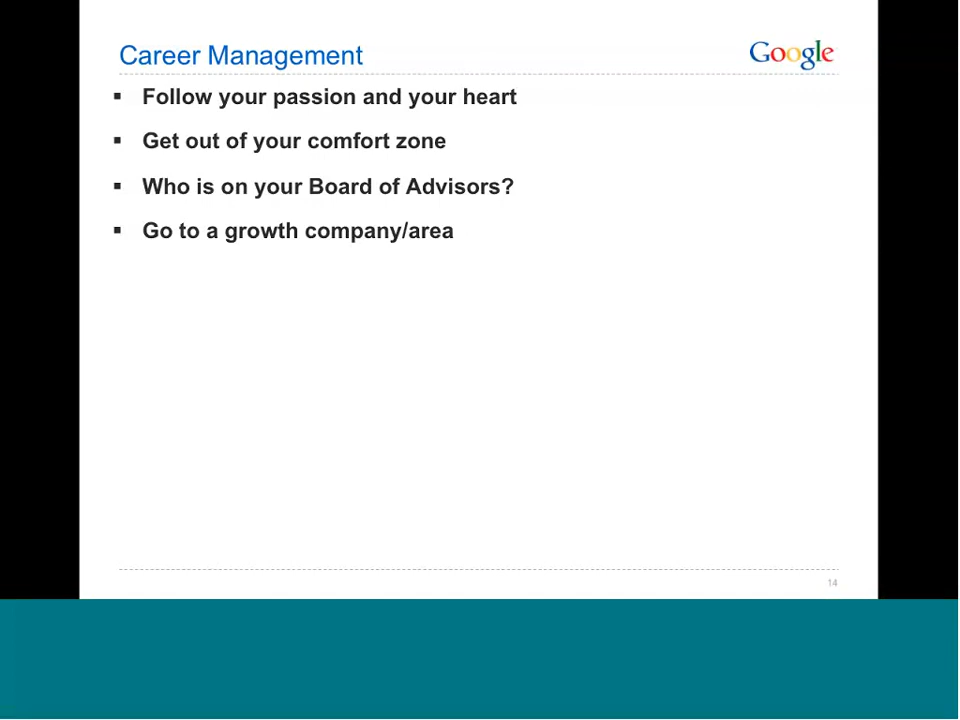 Career Management
Google
▪ Follow your passion and your heart
▪ Get out of your comfort zone
▪ Who is on your Board of Advisors?
▪ Go to a growth company/area
14